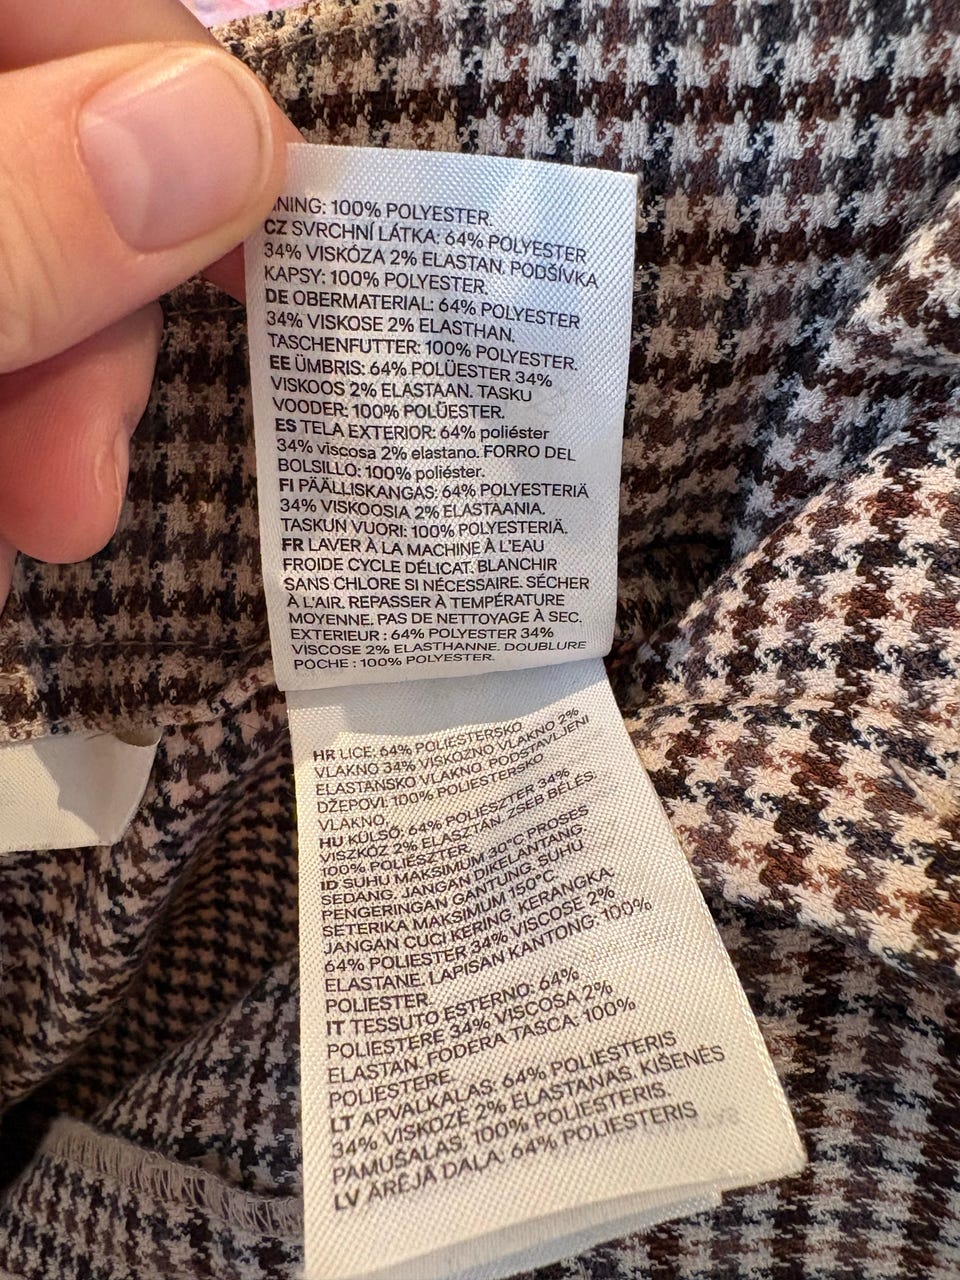 NING: 100% POLYESTER.
CZ SVRCHNÍ LÁTKA: 64% POLYESTER
34% VISKÓZA 2% ELASTAN. PODŠÍVKA
KAPSY: 100% POLYESTER.
DE OBERMATERIAL: 64% POLYESTER
34% VISKOSE 2% ELASTHAN.
TASCHENFUTTER: 100% POLYESTER.
EE ÜMBRIS: 64% POLÜESTER 34%
VISKOOS 2% ELASTAAN. TASKU
VOODER: 100% POLÜESTER.
ES TELA EXTERIOR: 64% poliéster
34% viscosa 2% elastano. FORRO DEL
BOLSILLO: 100% poliéster.
FI PÄÄLLISKANGAS: 64% POLYESTERIÄ
34% VISKOOSIA 2% ELASTAANIA.
TASKUN VUORI: 100% POLYESTERIÄ.
FR LAVER À LA MACHINE À L'EAU
FROIDE CYCLE DÉLICAT. BLANCHIR
SANS CHLORE SI NÉCESSAIRE. SÉCHER
À L'AIR. REPASSER À TEMPÉRATURE
MOYENNE. PAS DE NETTOYAGE À SEC.
EXTERIEUR : 64% POLYESTER 34%
VISCOSE 2% ELASTHANNE. DOUBLURE
POCHE : 100% POLYESTER.
HR LICE: 64% POLIESTERSKO
VLAKNO 34% VISKOZNO VLAKNO 2%
ELASTANSKO VLAKNO. PODSTAVLJENI
DŽEPOVI: 100% POLIESTERSKO
VLAKNO.
HU KÜLSŐ: 64% POLIÉSZTER 34%
VISZKÓZ 2% ELASZTÁN. ZSEB BÉLÉS:
100% POLIÉSZTER.
ID SUHU MAKSIMUM 30°C PROSES
SEDANG. JANGAN DIKELANTANG.
PENGERINGAN GANTUNG. SUHU
SETERIKA MAKSIMUM 150°C
JANGAN CUCI KERING. KERANGKA:
64% POLIESTER 34% VISCOSE 2%
ELASTANE. LAPISAN KANTONG: 100%
POLIESTER.
IT TESSUTO ESTERNO: 64%
POLIESTERE 34% VISCOSA 2%
ELASTAN. FODERA TASCA: 100%
POLIESTERE.
LT APVALKALAS: 64% POLIESTERIS
34% VISKOZĖ 2% ELASTANAS. KIŠENĖS
PAMUŠALAS: 100% POLIESTERIS.
LV ĀRĒJĀ DAĻA: 64% POLIESTERIS